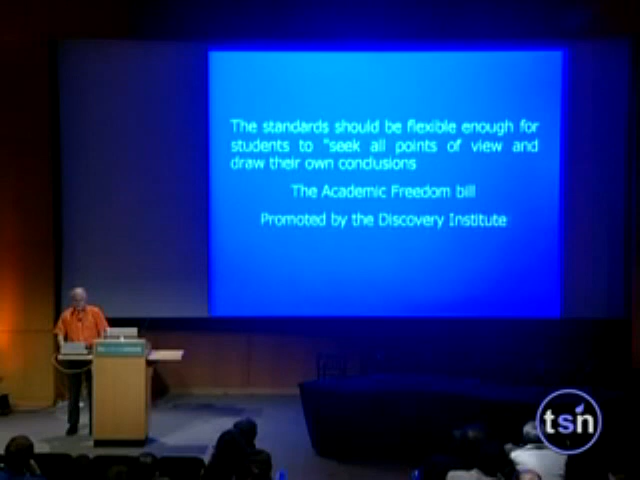 The standards should be flexible enough for
students to "seek all points of view and
draw their own conclusions
The Academic Freedom bill
Promoted by the Discovery Institute
tsn